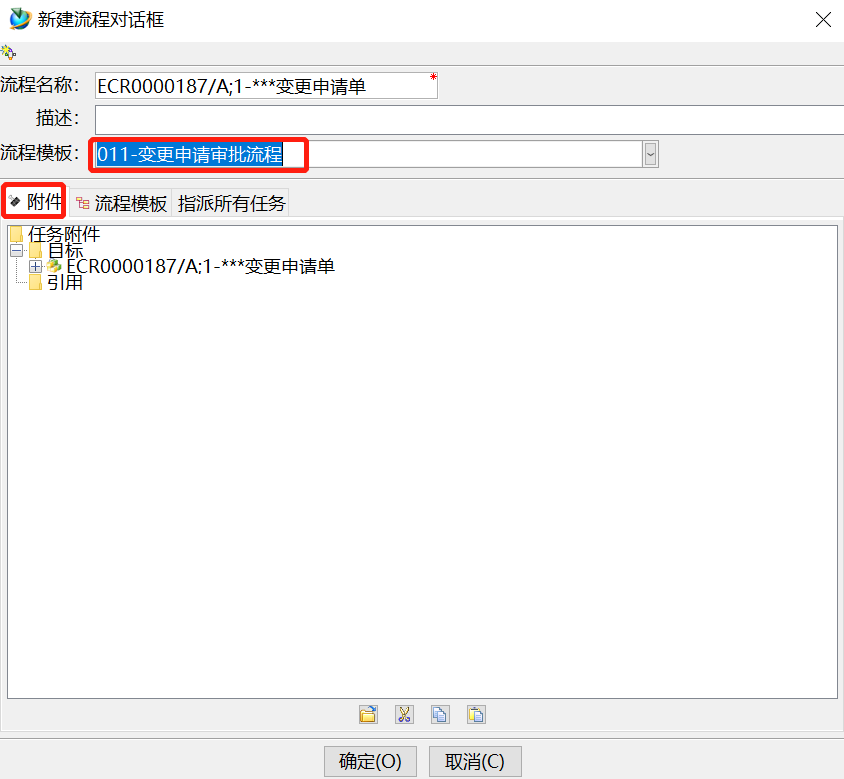 新建流程对话框
流程名称： ECR0000187/A;1-***变更申请单 *
描述：
流程模板： 011-变更申请审批流程
附件 流程模板 指派所有任务
任务附件
目标
ECR0000187/A;1-***变更申请单
引用
确定(O) 取消(C)